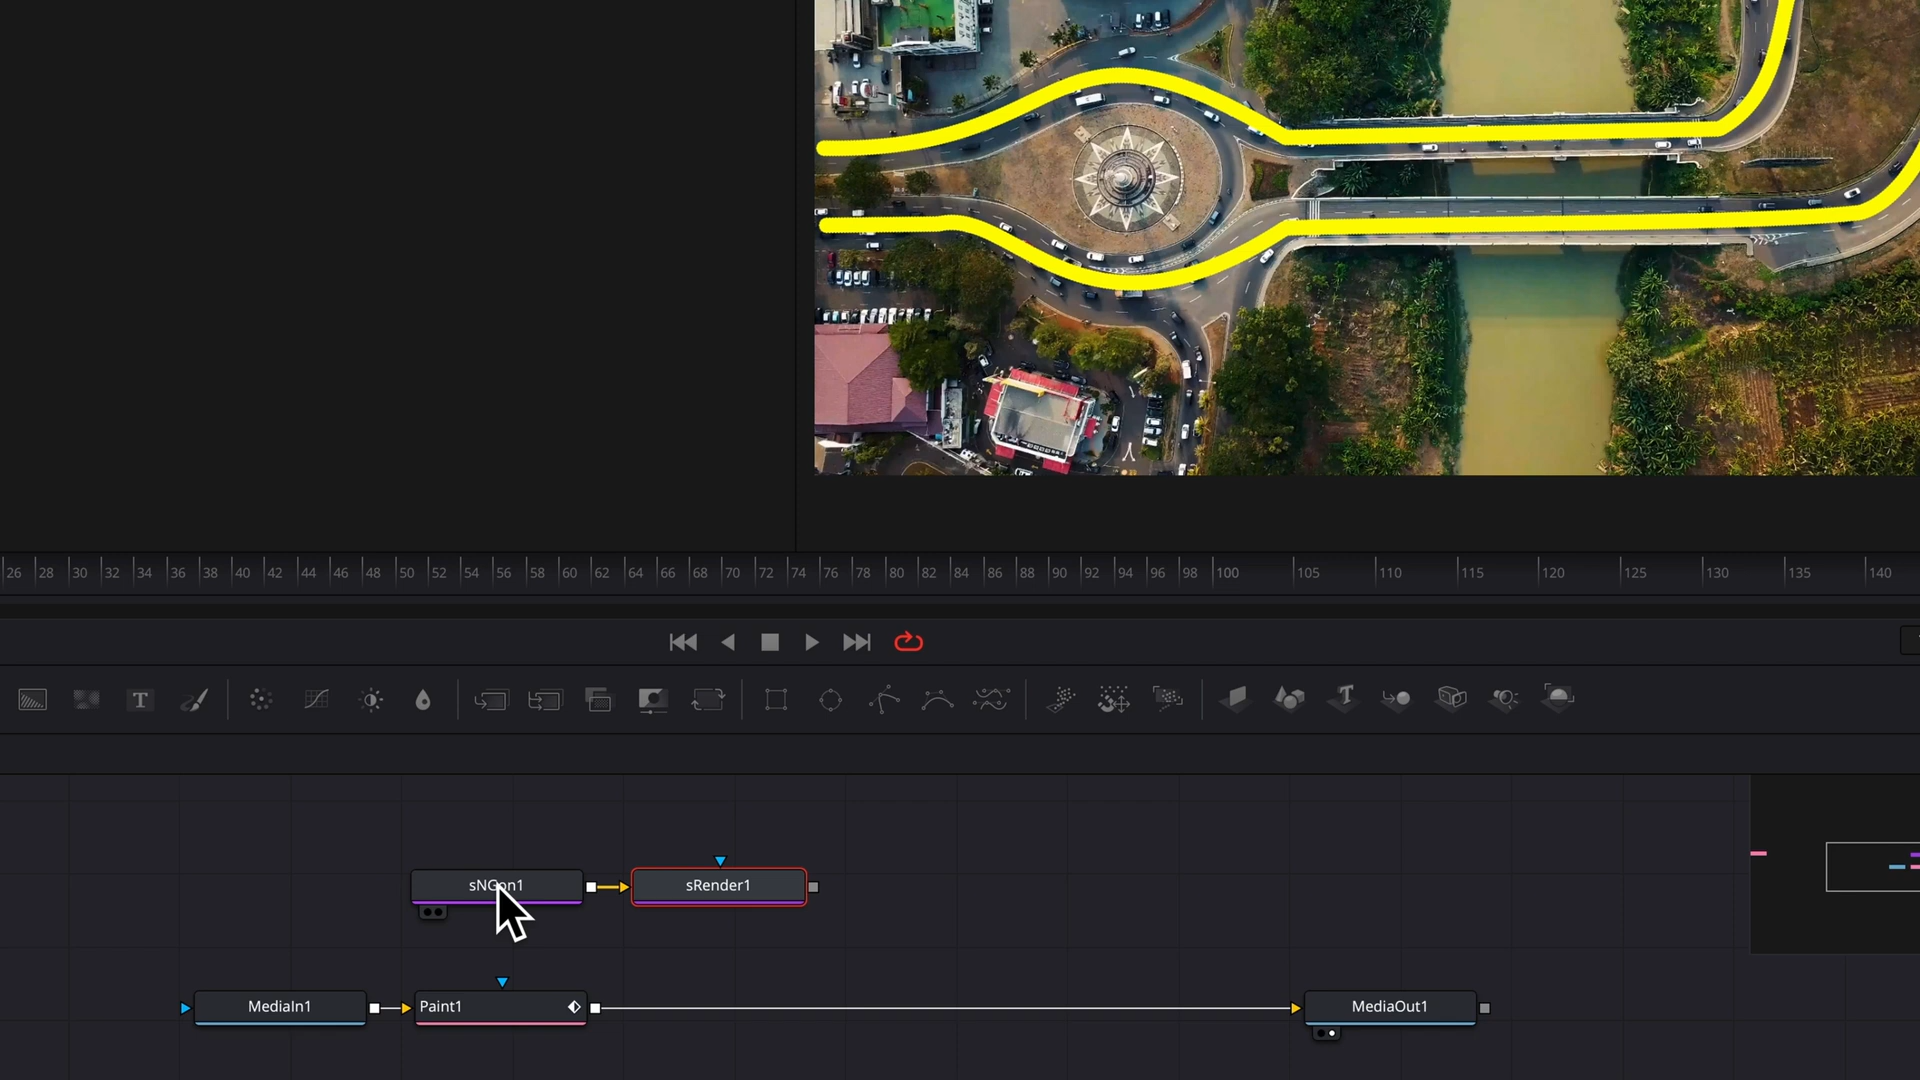 26 28 30 32 34 36 38 40 42 44 46 48 50 52 54 56 58 60 62 64 66 68 70 72 74 76 78 80 82 84 86 88 90 92 94 96 98 100 105 110 115 120 125 130 135 140
T
T
sNGon1 sRender1
MediaIn1 Paint1 MediaOut1